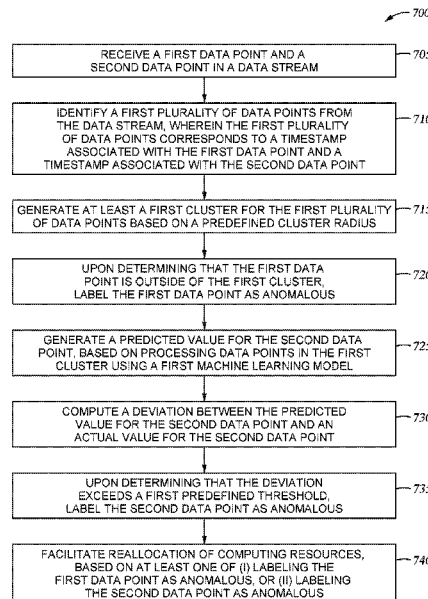 700
RECEIVE A FIRST DATA POINT AND A
SECOND DATA POINT IN A DATA STREAM
705
IDENTIFY A FIRST PLURALITY OF DATA POINTS FROM
THE DATA STREAM, WHEREIN THE FIRST PLURALITY
OF DATA POINTS CORRESPONDS TO A TIMESTAMP
ASSOCIATED WITH THE FIRST DATA POINT AND A
TIMESTAMP ASSOCIATED WITH THE SECOND DATA POINT
710
GENERATE AT LEAST A FIRST CLUSTER FOR THE FIRST PLURALITY
OF DATA POINTS BASED ON A PREDEFINED CLUSTER RADIUS
715
UPON DETERMINING THAT THE FIRST DATA
POINT IS OUTSIDE OF THE FIRST CLUSTER,
LABEL THE FIRST DATA POINT AS ANOMALOUS
720
GENERATE A PREDICTED VALUE FOR THE SECOND DATA
POINT, BASED ON PROCESSING DATA POINTS IN THE FIRST
CLUSTER USING A FIRST MACHINE LEARNING MODEL
725
COMPUTE A DEVIATION BETWEEN THE PREDICTED
VALUE FOR THE SECOND DATA POINT AND AN
ACTUAL VALUE FOR THE SECOND DATA POINT
730
UPON DETERMINING THAT THE DEVIATION
EXCEEDS A FIRST PREDEFINED THRESHOLD,
LABEL THE SECOND DATA POINT AS ANOMALOUS
735
FACILITATE REALLOCATION OF COMPUTING RESOURCES,
BASED ON AT LEAST ONE OF (I) LABELING THE
FIRST DATA POINT AS ANOMALOUS, OR (II) LABELING
THE SECOND DATA POINT AS ANOMALOUS
740